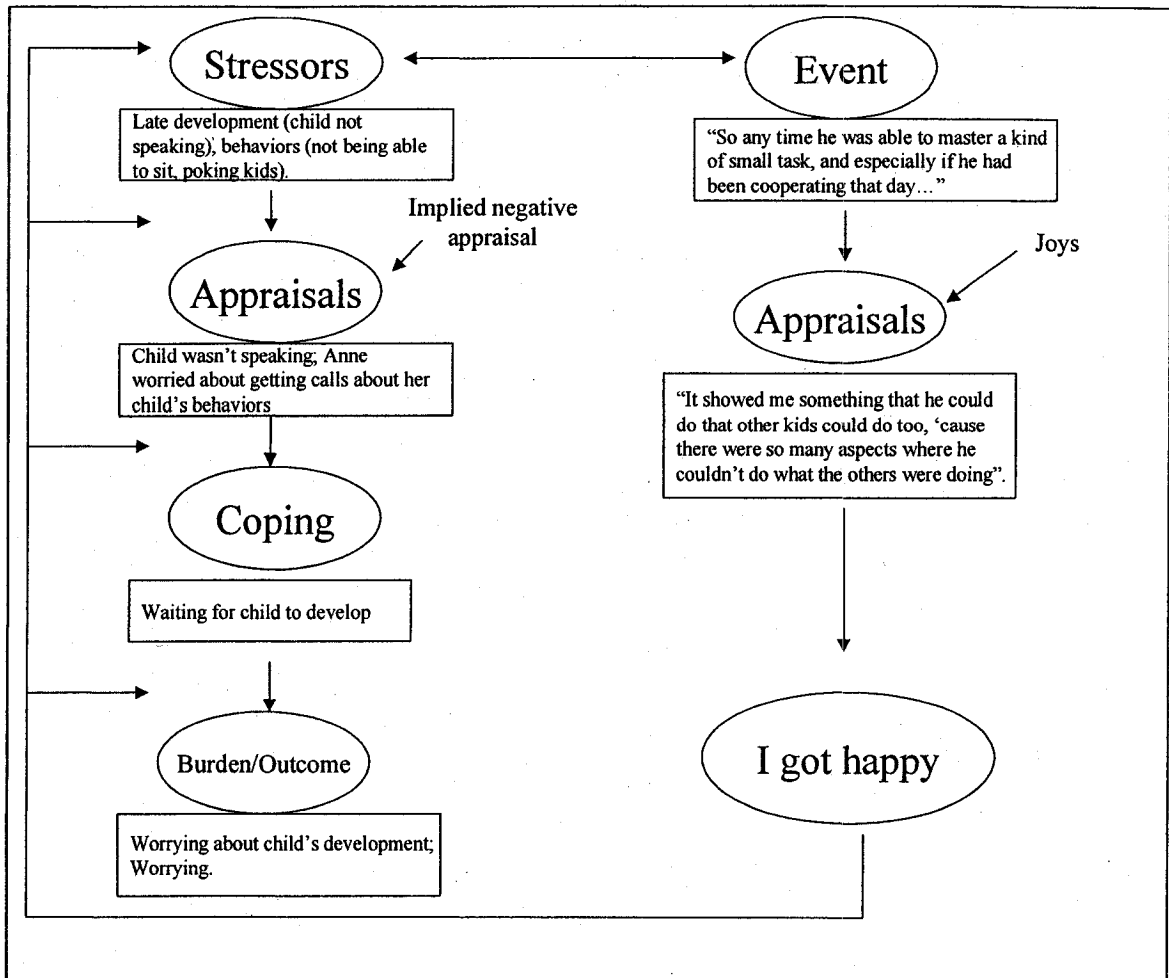 Stressors
Late development (child not
speaking), behaviors (not being able
to sit, poking kids).
Implied negative
appraisal
Appraisals
Child wasn't speaking; Anne
worried about getting calls about her
child's behaviors
Coping
Waiting for child to develop
Burden/Outcome
Worrying about child's development;
Worrying.
Event
"So any time he was able to master a kind
of small task, and especially if he had
been cooperating that day…"
Joys
Appraisals
"It showed me something that he could
do that other kids could do too, 'cause
there were so many aspects where he
couldn't do what the others were doing".
I got happy